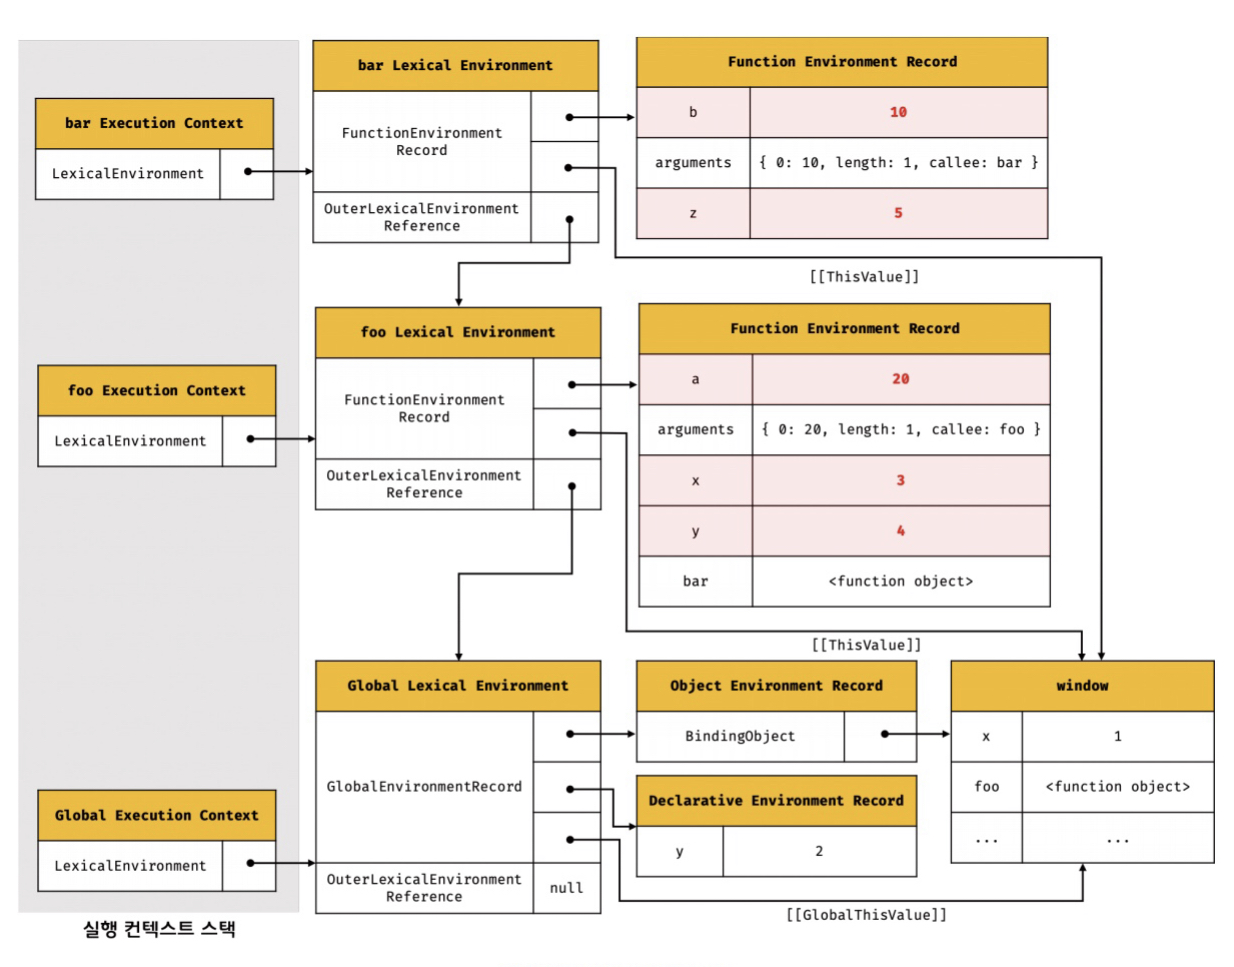 bar Lexical Environment
Function Environment Record
bar Execution Context
LexicalEnvironment
FunctionEnvironment
Record
OuterLexicalEnvironment
Reference
b
10
arguments
{ 0: 10, length: 1, callee: bar }
z
5
[[ThisValue]]
foo Lexical Environment
Function Environment Record
foo Execution Context
LexicalEnvironment
FunctionEnvironment
Record
OuterLexicalEnvironment
Reference
a
20
arguments
{ 0: 20, length: 1, callee: foo }
x
3
y
4
bar
<function object>
[[ThisValue]]
Global Lexical Environment
Object Environment Record
window
BindingObject
x
1
GlobalEnvironmentRecord
foo
<function object>
Declarative Environment Record
Global Execution Context
LexicalEnvironment
y
2
...
...
OuterLexicalEnvironment
Reference
null
[[GlobalThisValue]]
실행 컨텍스트 스택